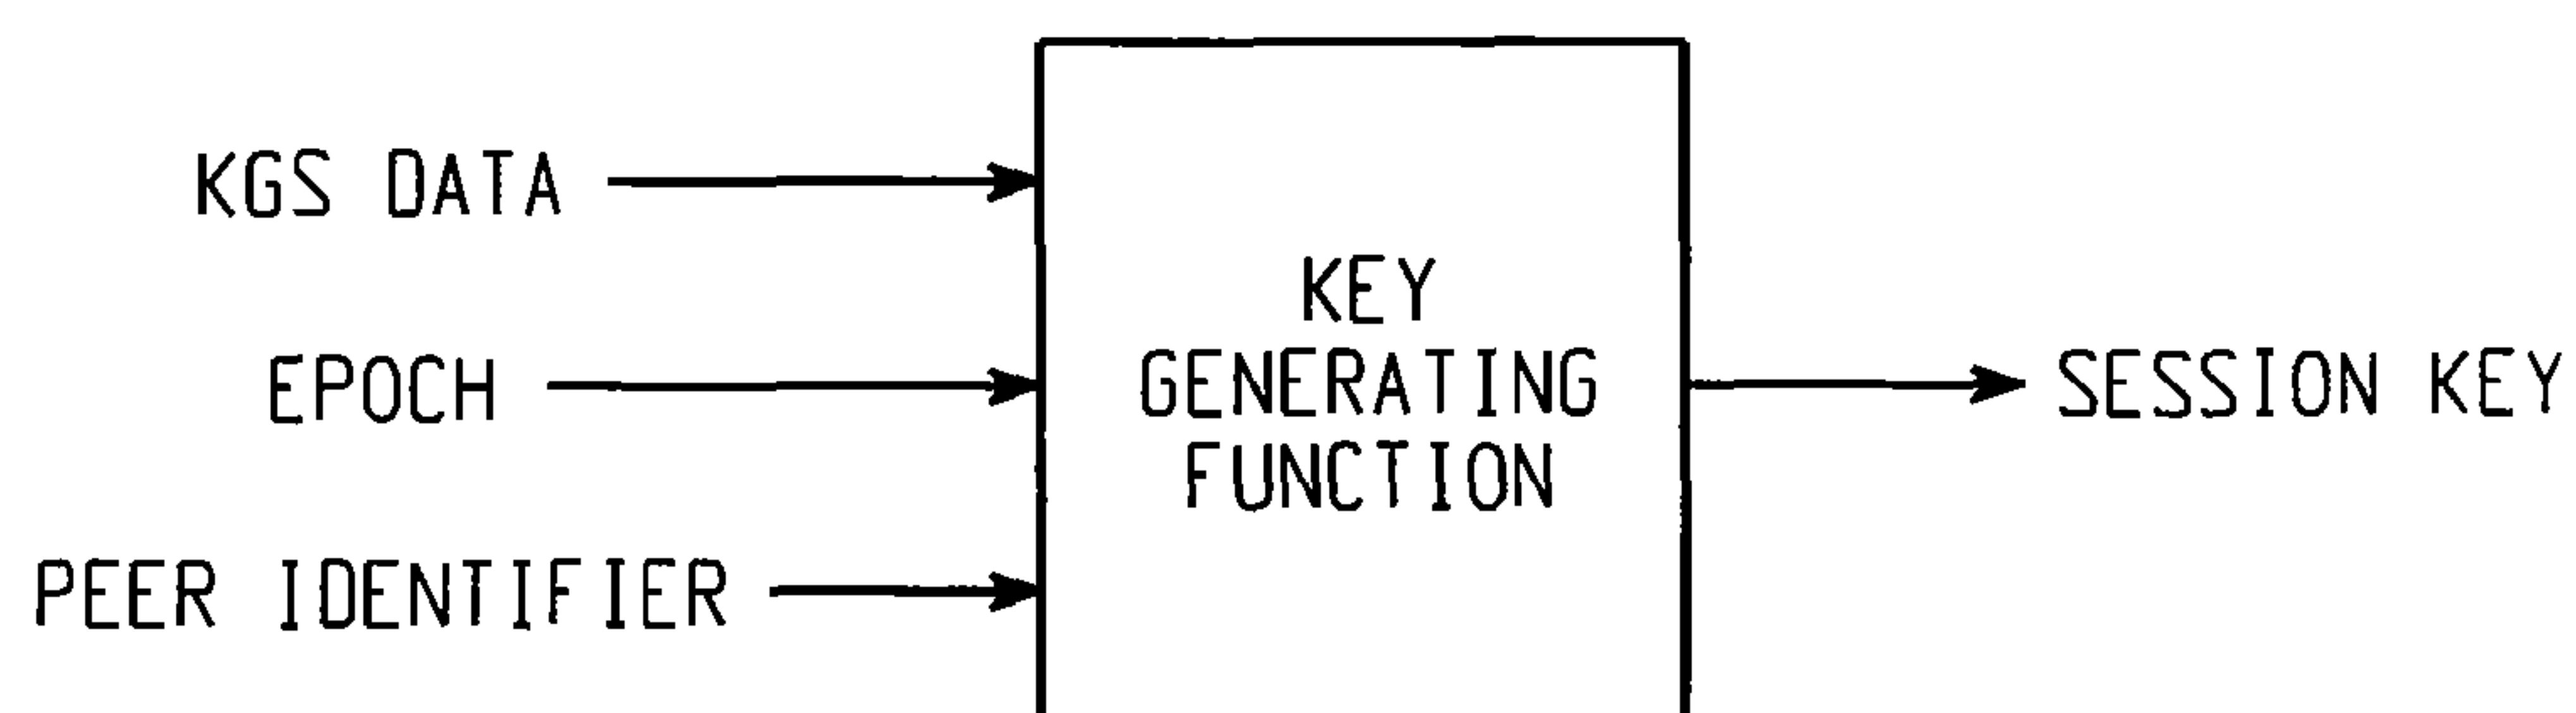 KGS DATA
EPOCH
PEER IDENTIFIER
KEY
GENERATING
FUNCTION
SESSION KEY